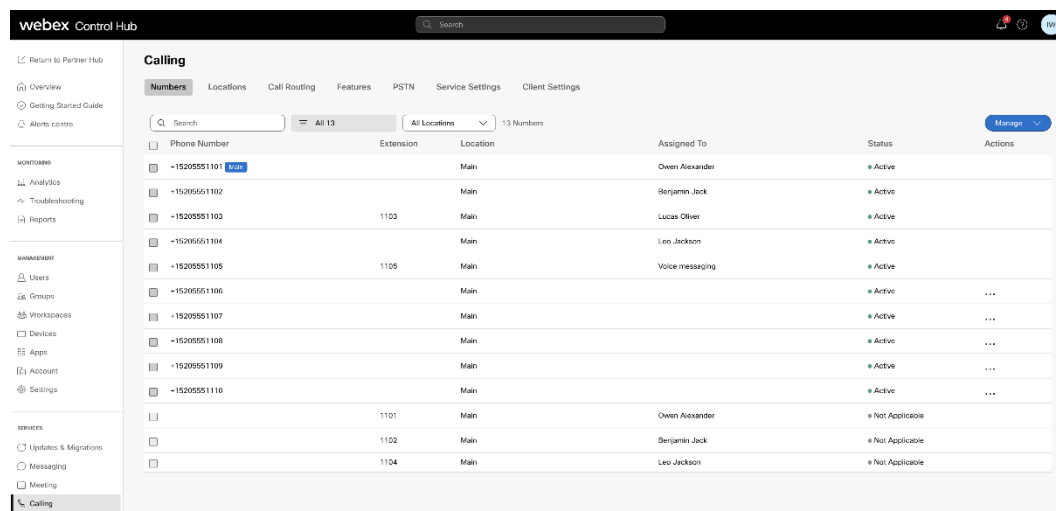 webex Control Hub
Search
4
IW
Return to Partner Hub
Overview
Getting Started Guide
Alerts centre
MONITORING
Analytics
Troubleshooting
Reports
MANAGEMENT
Users
Groups
Workspaces
Devices
Apps
Account
Settings
SERVICES
Updates & Migrations
Messaging
Meeting
Calling
Calling
Numbers Locations Call Routing Features PSTN Service Settings Client Settings
Search All 13 All Locations 13 Numbers Manage
Phone Number Extension Location Assigned To Status Actions
+15205551101 Main Main Owen Alexander Active
+15205551102 Main Benjamin Jack Active
+15205551103 1103 Main Lucas Oliver Active
+15205551104 Main Leo Jackson Active
+15205551105 1105 Main Voice messaging Active
+15205551106 Main Active ...
+15205551107 Main Active ...
+15205551108 Main Active ...
+15205551109 Main Active ...
+15205551110 Main Active ...
1101 Main Owen Alexander Not Applicable
1102 Main Benjamin Jack Not Applicable
1104 Main Leo Jackson Not Applicable